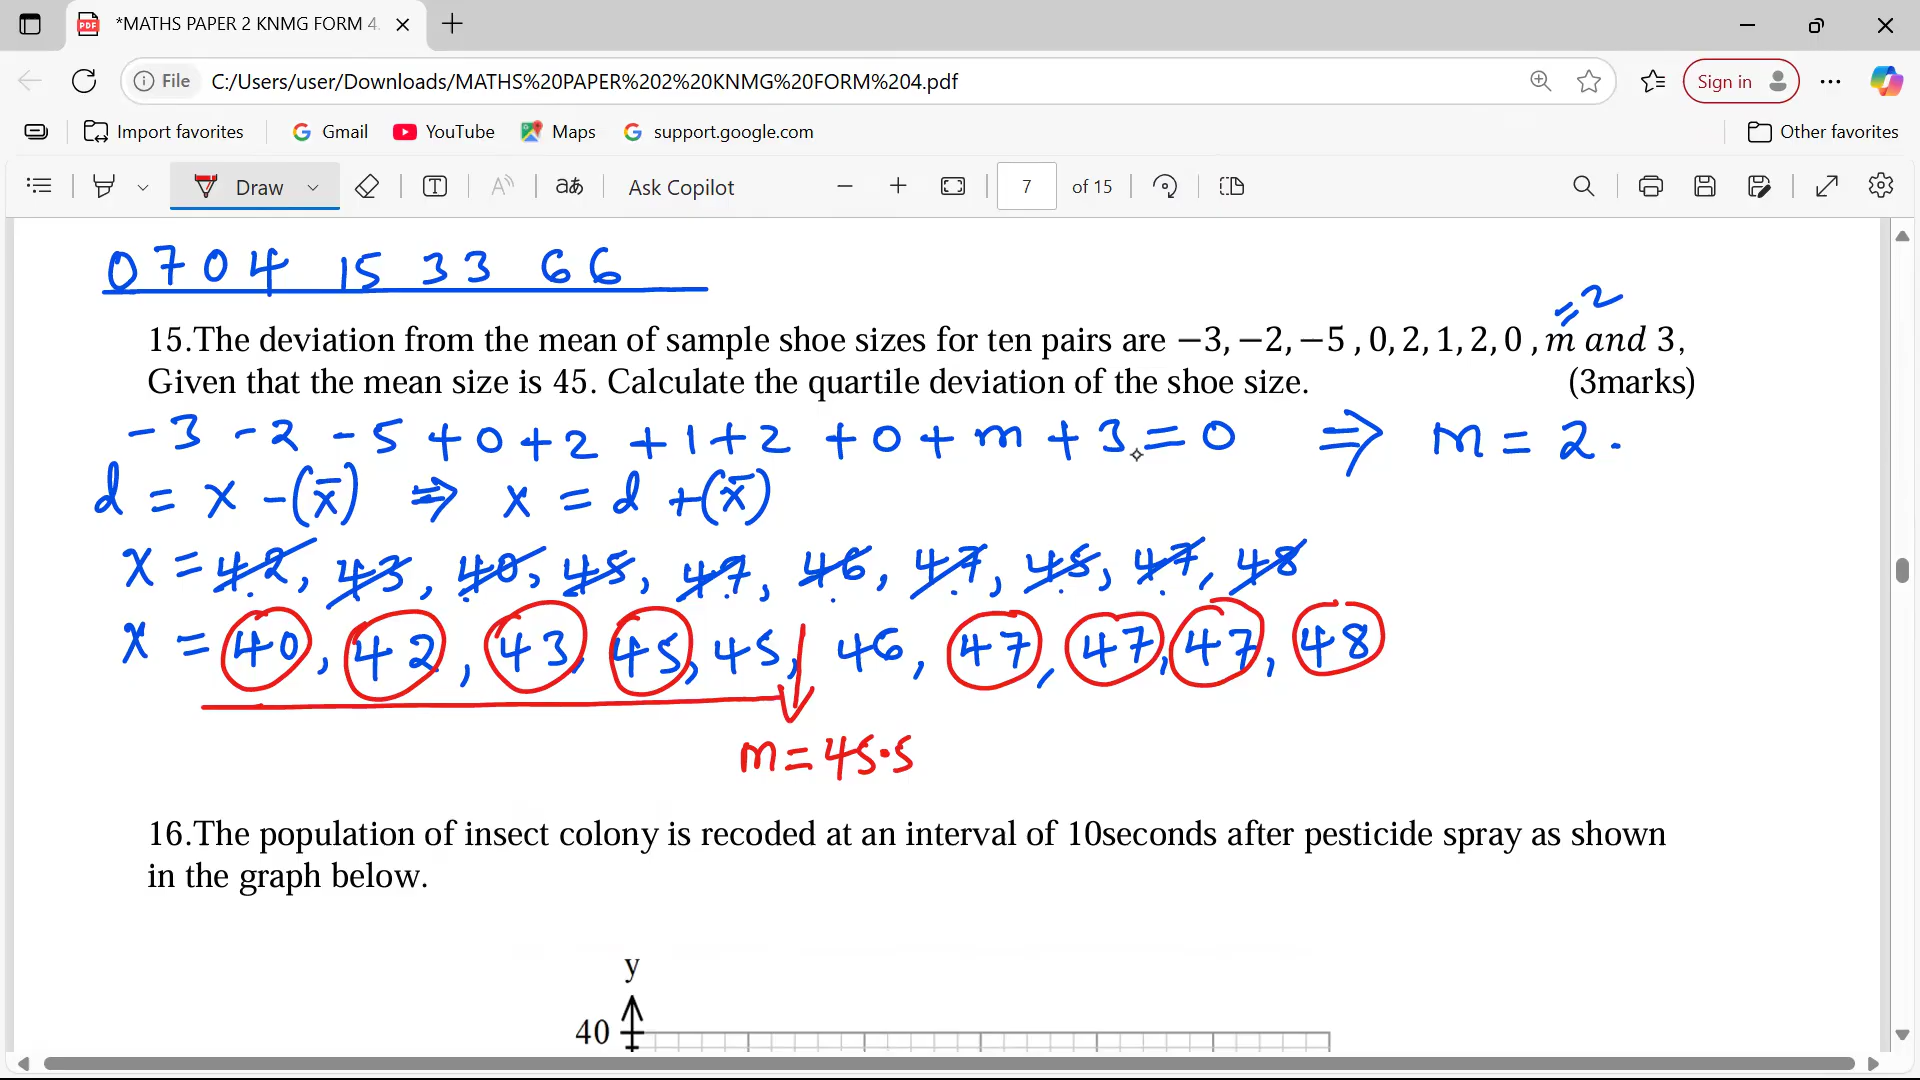 *MATHS PAPER 2 KNMG FORM 4.
File C:/Users/user/Downloads/MATHS%20PAPER%202%20KNMG%20FORM%204.pdf Sign in
Import favorites Gmail YouTube Maps support.google.com Other favorites
Draw Ask Copilot 7 of 15
0704 15 33 66
= 2
15.The deviation from the mean of sample shoe sizes for ten pairs are −3, −2, −5 , 0, 2, 1, 2, 0 , m and 3,
Given that the mean size is 45. Calculate the quartile deviation of the shoe size. (3marks)
-3 -2 -5 +0 +2 +1 +2 +0 + m + 3 = 0 ⇒ m = 2.
d = x - (x̄) ⇒ x = d + (x̄)
x = 42, 43, 40, 45, 47, 46, 47, 45, 47, 48
x = 40, 42, 43, 45, 45, 46, 47, 47, 47, 48
m = 45.5
16.The population of insect colony is recoded at an interval of 10seconds after pesticide spray as shown
in the graph below.
y
40